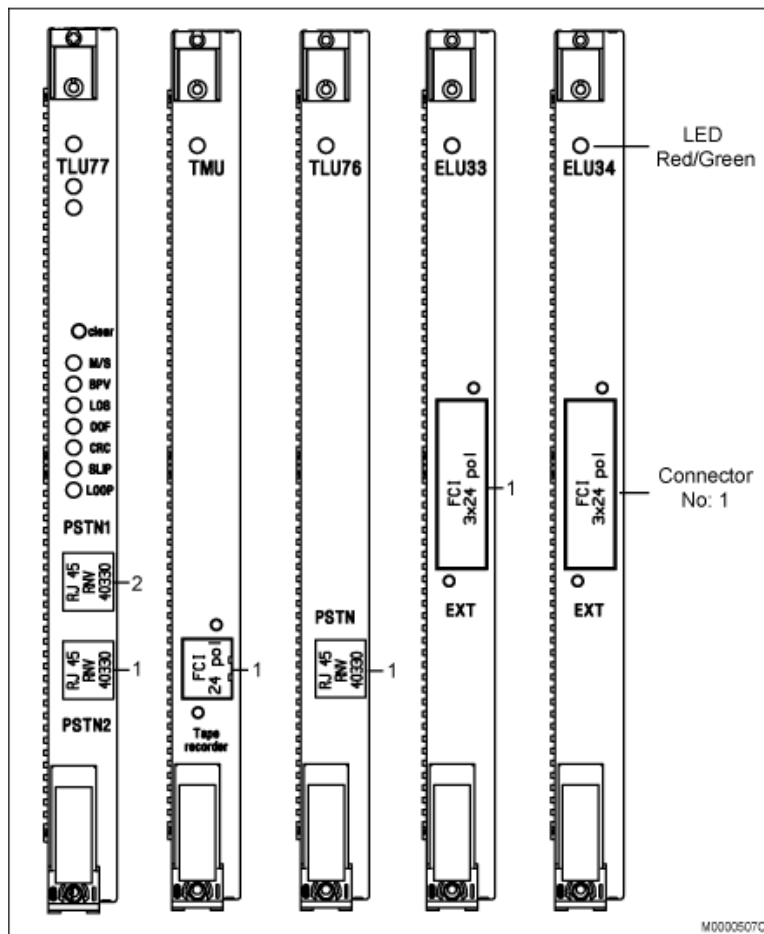 TLU77
clear
M/S
BPV
LOS
OOF
CRC
SLIP
LOOP
PSTN1
RJ 45
RNV
40330
2
RJ 45
RNV
40330
1
PSTN2
TMU
FCI
24 pol
1
Tape
recorder
TLU76
PSTN
RJ 45
RNV
40330
1
ELU33
FCI
3x24 pol
1
EXT
ELU34
FCI
3x24 pol
EXT
LED
Red/Green
Connector
No: 1
M0000507C